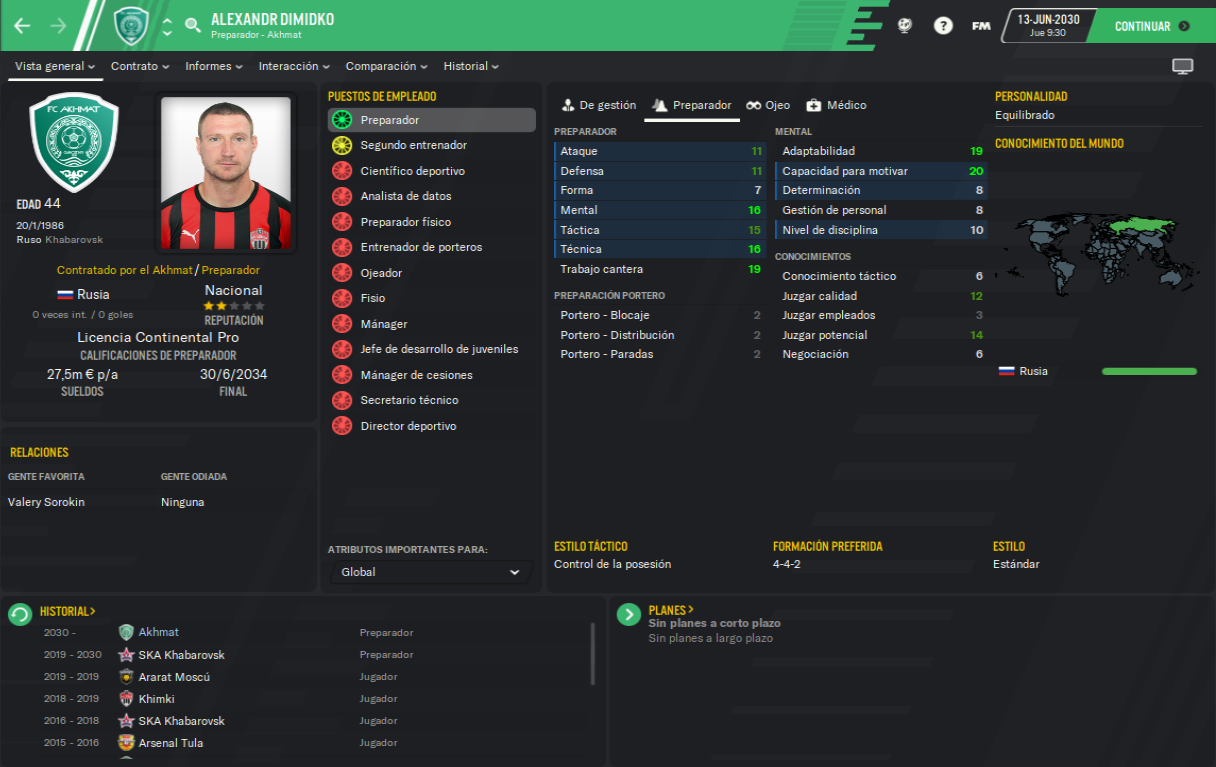 ALEXANDR DIMIDKO
Preparador - Akhmat
FM
13-JUN-2030
Jue 9:30
CONTINUAR
Vista general
Contrato
Informes
Interacción
Comparación
Historial
FC AKHMAT
EDAD 44
20/1/1986
Ruso Khabarovsk
Contratado por el Akhmat / Preparador
Rusia
0 veces int. / 0 goles
Nacional
REPUTACIÓN
Licencia Continental Pro
CALIFICACIONES DE PREPARADOR
27,5m € p/a
SUELDOS
30/6/2034
FINAL
RELACIONES
GENTE FAVORITA
GENTE ODIADA
Valery Sorokin
Ninguna
PUESTOS DE EMPLEADO
Preparador
Segundo entrenador
Científico deportivo
Analista de datos
Preparador físico
Entrenador de porteros
Ojeador
Fisio
Mánager
Jefe de desarrollo de juveniles
Mánager de cesiones
Secretario técnico
Director deportivo
ATRIBUTOS IMPORTANTES PARA:
Global
De gestión
Preparador
Ojeo
Médico
PREPARADOR
Ataque 11
Defensa 11
Forma 7
Mental 16
Táctica 15
Técnica 16
Trabajo cantera 19
PREPARACIÓN PORTERO
Portero - Blocaje 2
Portero - Distribución 2
Portero - Paradas 2
MENTAL
Adaptabilidad 19
Capacidad para motivar 20
Determinación 8
Gestión de personal 8
Nivel de disciplina 10
CONOCIMIENTOS
Conocimiento táctico 6
Juzgar calidad 12
Juzgar empleados 3
Juzgar potencial 14
Negociación 6
PERSONALIDAD
Equilibrado
CONOCIMIENTO DEL MUNDO
Rusia
ESTILO TÁCTICO
Control de la posesión
FORMACIÓN PREFERIDA
4-4-2
ESTILO
Estándar
HISTORIAL >
2030 - Akhmat Preparador
2019 - 2030 SKA Khabarovsk Preparador
2019 - 2019 Ararat Moscú Jugador
2018 - 2019 Khimki Jugador
2016 - 2018 SKA Khabarovsk Jugador
2015 - 2016 Arsenal Tula Jugador
PLANES >
Sin planes a corto plazo
Sin planes a largo plazo